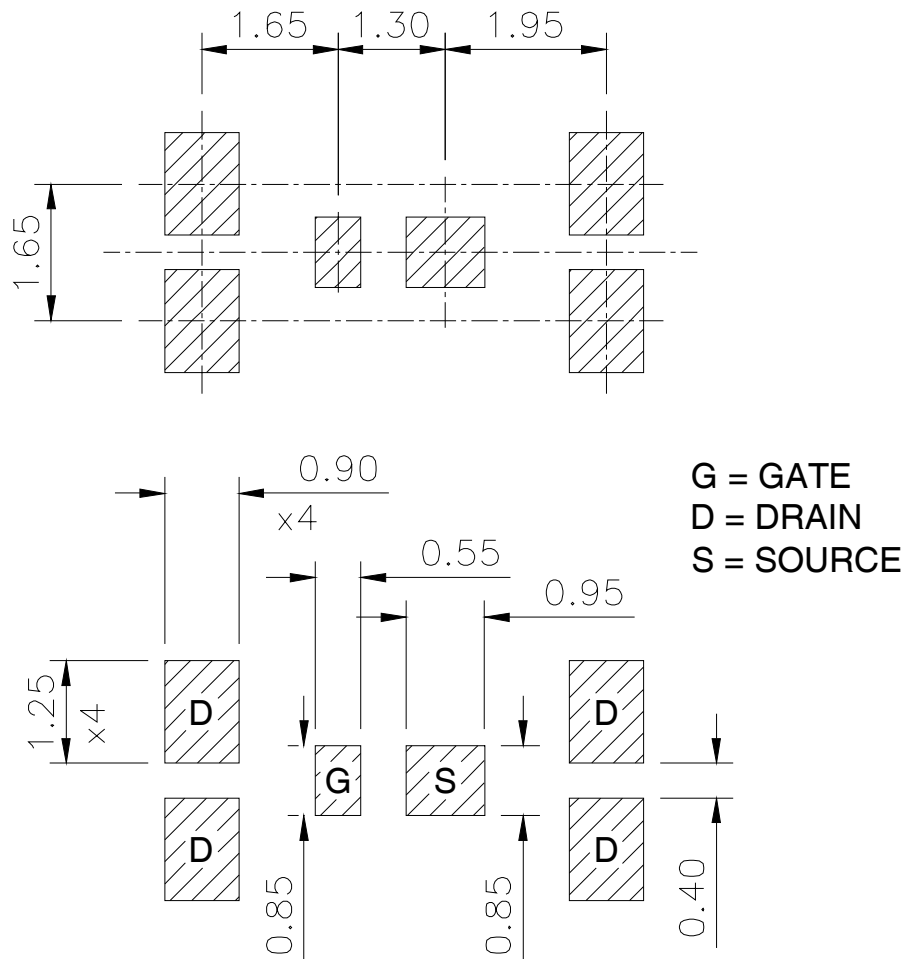 1.65
1.30
1.95
1.65
0.90
x4
0.55
0.95
G = GATE
D = DRAIN
S = SOURCE
1.25
x4
D
D
G
S
D
D
0.85
0.85
0.40